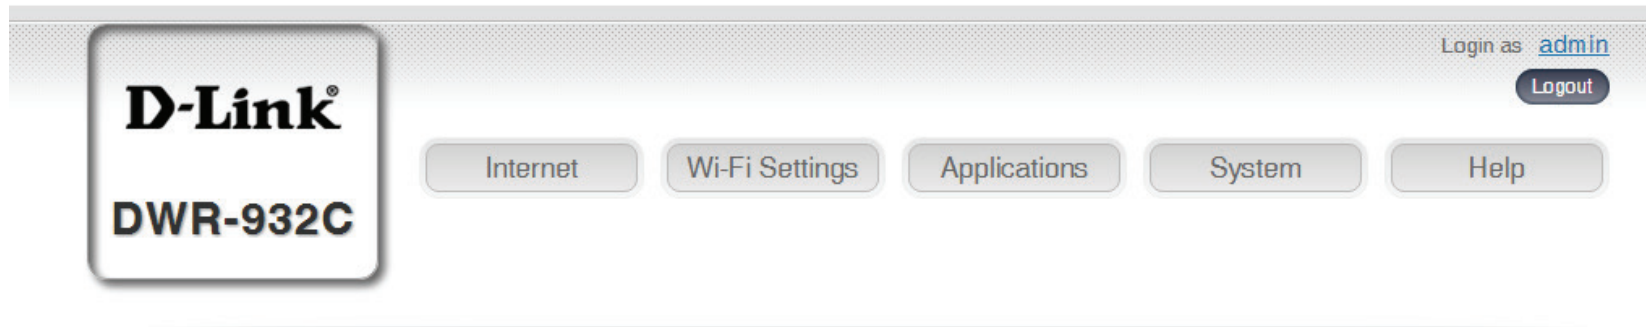 Login as admin
Logout
D-Link®
Internet Wi-Fi Settings Applications System Help
DWR-932C